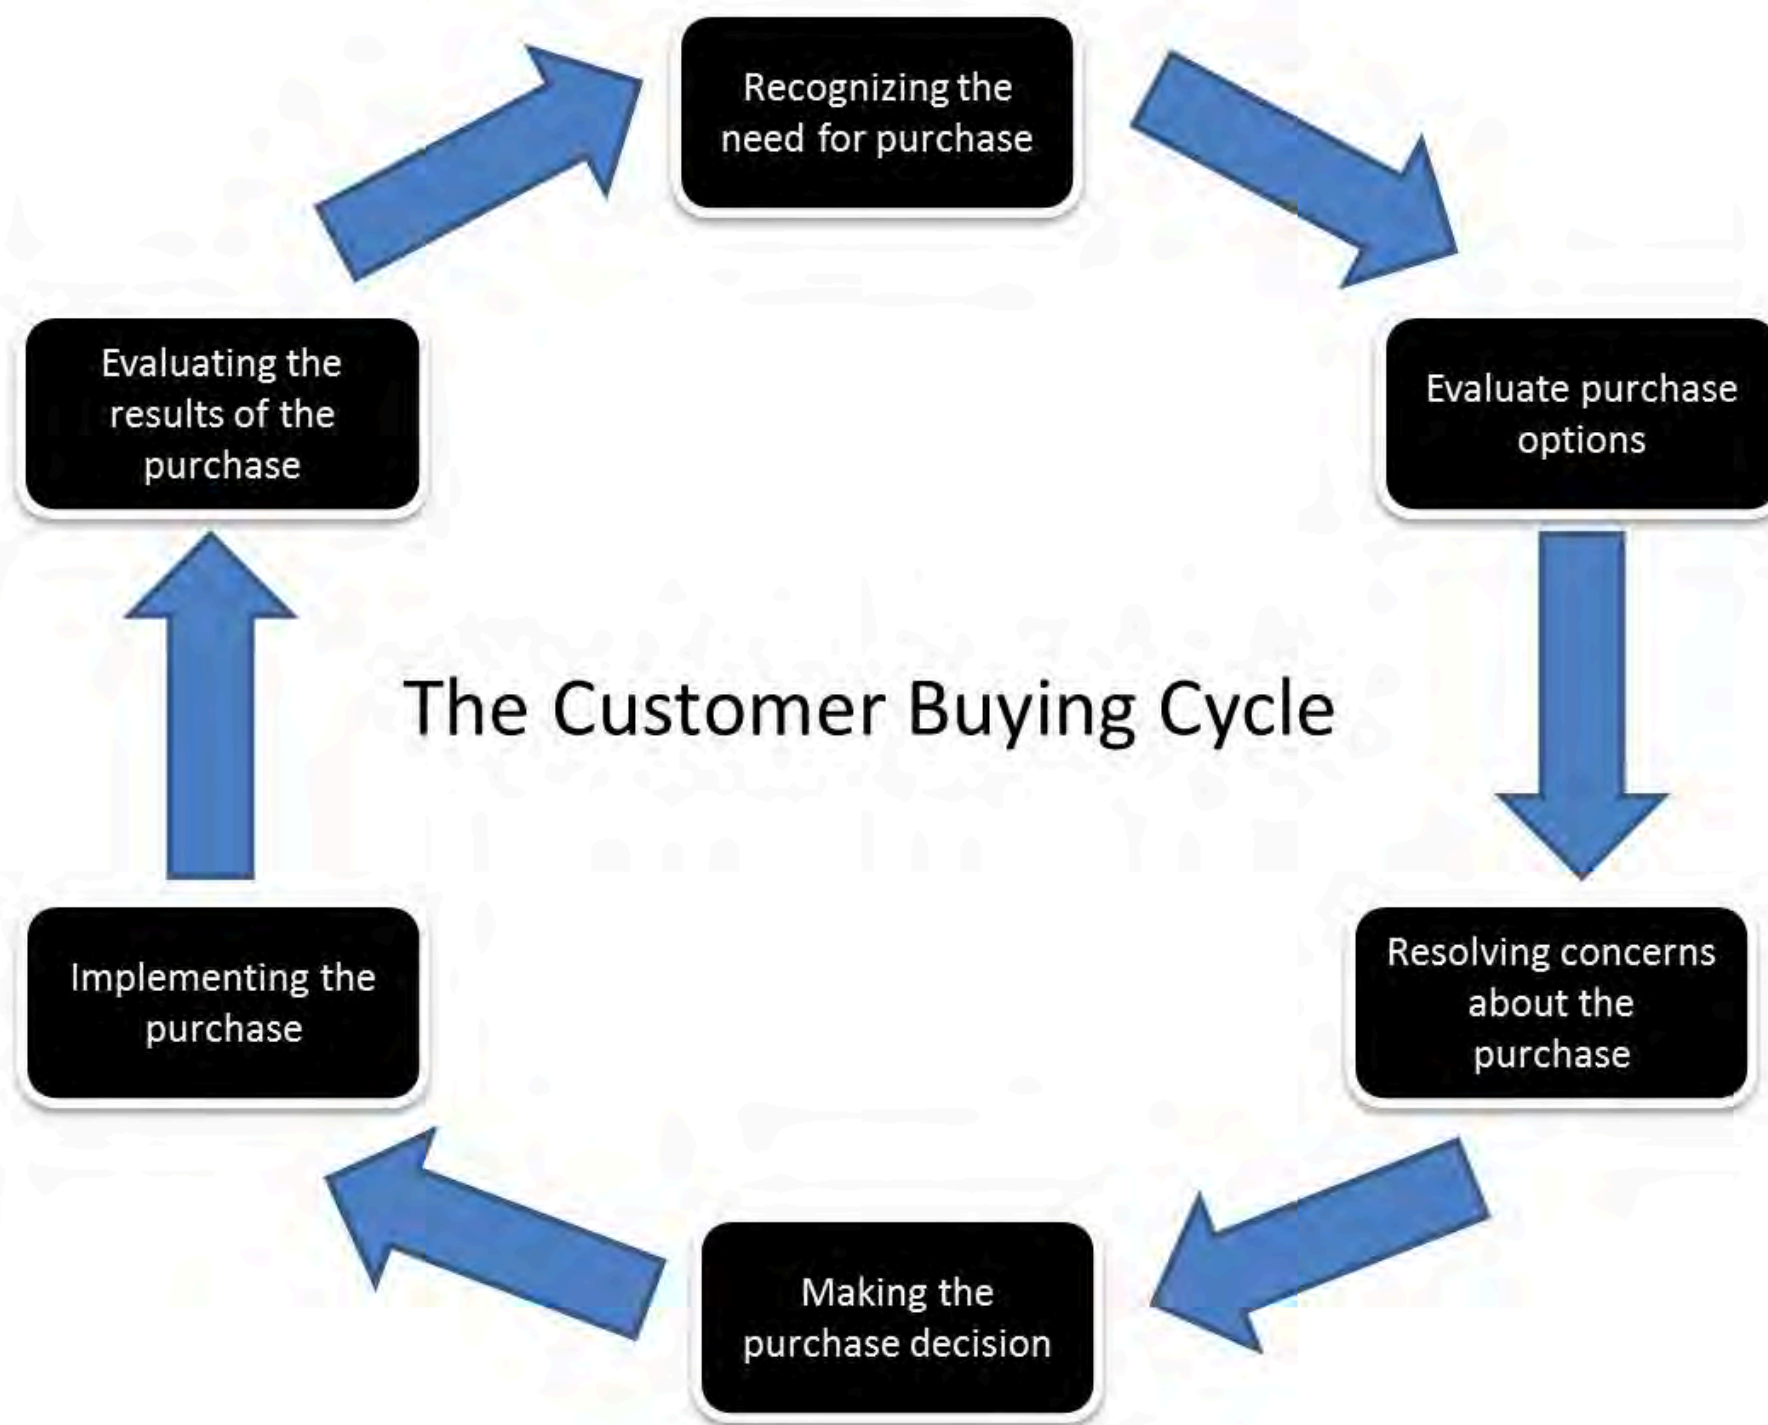 Recognizing the
need for purchase
Evaluate purchase
options
Resolving concerns
about the
purchase
Making the
purchase decision
Implementing the
purchase
Evaluating the
results of the
purchase
The Customer Buying Cycle